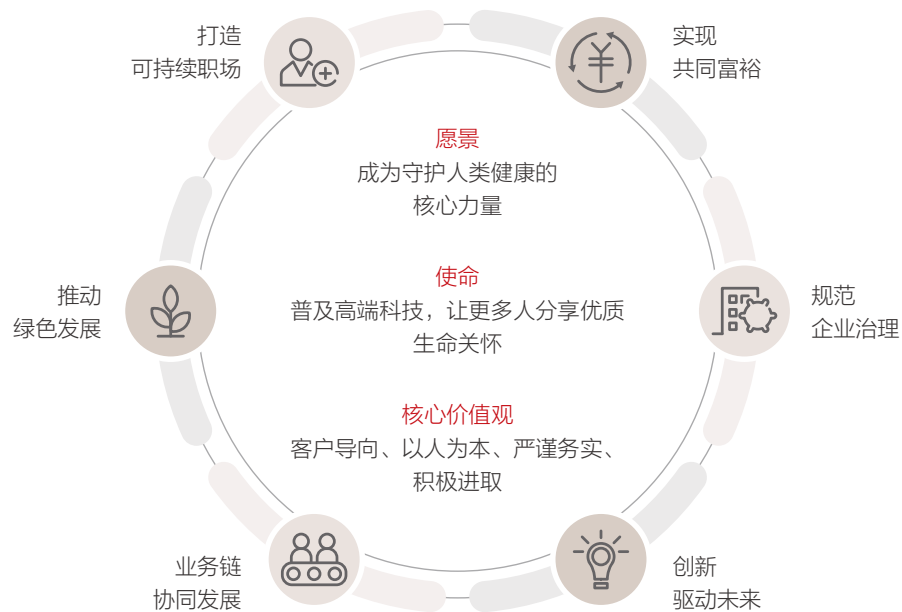 打造
可持续职场
实现
共同富裕
愿景
成为守护人类健康的
核心力量
推动
绿色发展
使命
普及高端科技，让更多人分享优质
生命关怀
规范
企业治理
核心价值观
客户导向、以人为本、严谨务实、
积极进取
业务链
协同发展
创新
驱动未来